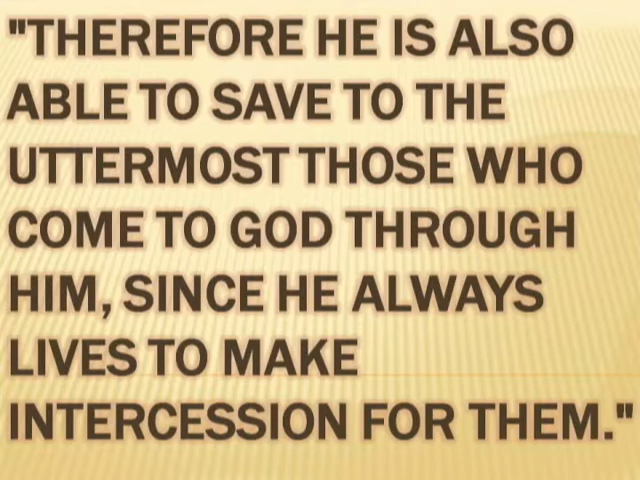 "THEREFORE HE IS ALSO
ABLE TO SAVE TO THE
UTTERMOST THOSE WHO
COME TO GOD THROUGH
HIM, SINCE HE ALWAYS
LIVES TO MAKE
INTERCESSION FOR THEM."